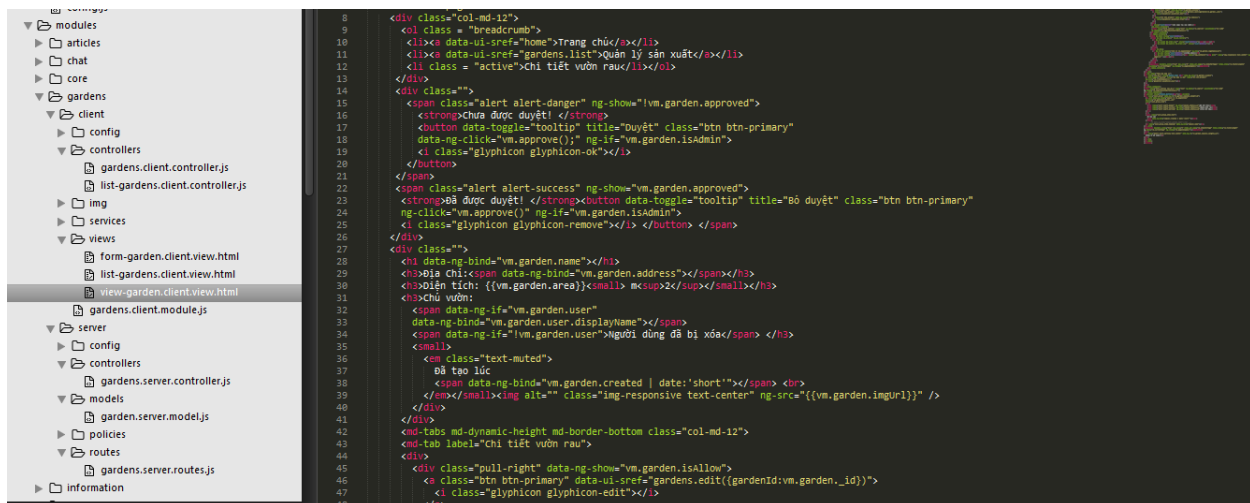 modules
articles
chat
core
gardens
client
config
controllers
gardens.client.controller.js
list-gardens.client.controller.js
img
services
views
form-garden.client.view.html
list-gardens.client.view.html
view-garden.client.view.html
gardens.client.module.js
server
config
controllers
gardens.server.controller.js
models
garden.server.model.js
policies
routes
gardens.server.routes.js
information
8 <div class="col-md-12">
9 <ol class = "breadcrumb">
10 <li><a data-ui-sref="home">Trang chủ</a></li>
11 <li><a data-ui-sref="gardens.list">Quản lý sản xuất</a></li>
12 <li class = "active">Chi tiết vườn rau</li></ol>
13 </div>
14 <div class="">
15 <span class="alert alert-danger" ng-show="!vm.garden.approved">
16 <strong>Chưa được duyệt! </strong>
17 <button data-toggle="tooltip" title="Duyệt" class="btn btn-primary"
18 data-ng-click="vm.approve();" ng-if="vm.garden.isAdmin">
19 <i class="glyphicon glyphicon-ok"></i>
20 </button>
21 </span>
22 <span class="alert alert-success" ng-show="vm.garden.approved">
23 <strong>Đã được duyệt! </strong><button data-toggle="tooltip" title="Bỏ duyệt" class="btn btn-primary"
24 ng-click="vm.approve()" ng-if="vm.garden.isAdmin">
25 <i class="glyphicon glyphicon-remove"></i> </button> </span>
26 </div>
27 <div class="">
28 <h1 data-ng-bind="vm.garden.name"></h1>
29 <h3>Địa Chỉ:<span data-ng-bind="vm.garden.address"></span></h3>
30 <h3>Diện tích: {{vm.garden.area}}<small> m<sup>2</sup></small></h3>
31 <h3>Chủ vườn:
32 <span data-ng-if="vm.garden.user"
33 data-ng-bind="vm.garden.user.displayName"></span>
34 <span data-ng-if="!vm.garden.user">Người dùng đã bị xóa</span> </h3>
35 <small>
36 <em class="text-muted">
37 Đã tạo lúc
38 <span data-ng-bind="vm.garden.created | date:'short'"></span> <br>
39 </em></small><img alt="" class="img-responsive text-center" ng-src="{{vm.garden.imgUrl}}" />
40 </div>
41 </div>
42 <md-tabs md-dynamic-height md-border-bottom class="col-md-12">
43 <md-tab label="Chi tiết vườn rau">
44 <div>
45 <div class="pull-right" data-ng-show="vm.garden.isAllow">
46 <a class="btn btn-primary" data-ui-sref="gardens.edit({gardenId:vm.garden._id})">
47 <i class="glyphicon glyphicon-edit"></i>